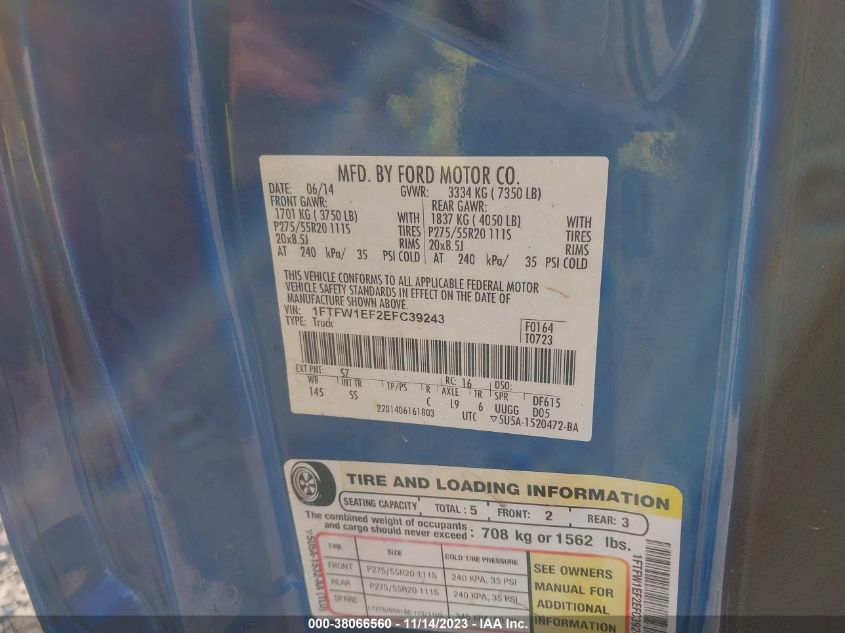 MFD. BY FORD MOTOR CO.
DATE: 06/14 GVWR: 3334 KG ( 7350 LB)
FRONT GAWR: REAR GAWR:
1701 KG ( 3750 LB) WITH 1837 KG ( 4050 LB) WITH
P275/55R20 111S TIRES P275/55R20 111S TIRES
20x8.5J RIMS 20x8.5J RIMS
AT 240 kPa/ 35 PSI COLD AT 240 kPa/ 35 PSI COLD
THIS VEHICLE CONFORMS TO ALL APPLICABLE FEDERAL MOTOR
VEHICLE SAFETY STANDARDS IN EFFECT ON THE DATE OF
MANUFACTURE SHOWN ABOVE.
VIN: 1FTFW1EF2EFC39243
TYPE: Truck
F0164
T0723
EXT PNT: SZ RC: 16 DSO:
WB INT TR TP/PS R AXLE TR SPR DF615
145 SS C L9 6 UUGG D05
2201406161803 UTC ▽5U5A-1520472-BA
TIRE AND LOADING INFORMATION
SEATING CAPACITY TOTAL : 5 FRONT: 2 REAR: 3
The combined weight of occupants
and cargo should never exceed : 708 kg or 1562 lbs.
TIRE SIZE COLD TIRE PRESSURE
FRONT P275/55R20 111S 240 KPA, 35 PSI
REAR P275/55R20 111S 240 KPA, 35 PSI
SPARE
SEE OWNERS
MANUAL FOR
ADDITIONAL
INFORMATION
1FTFW1EF2EFC392
000-38066560 - 11/14/2023 - IAA Inc.